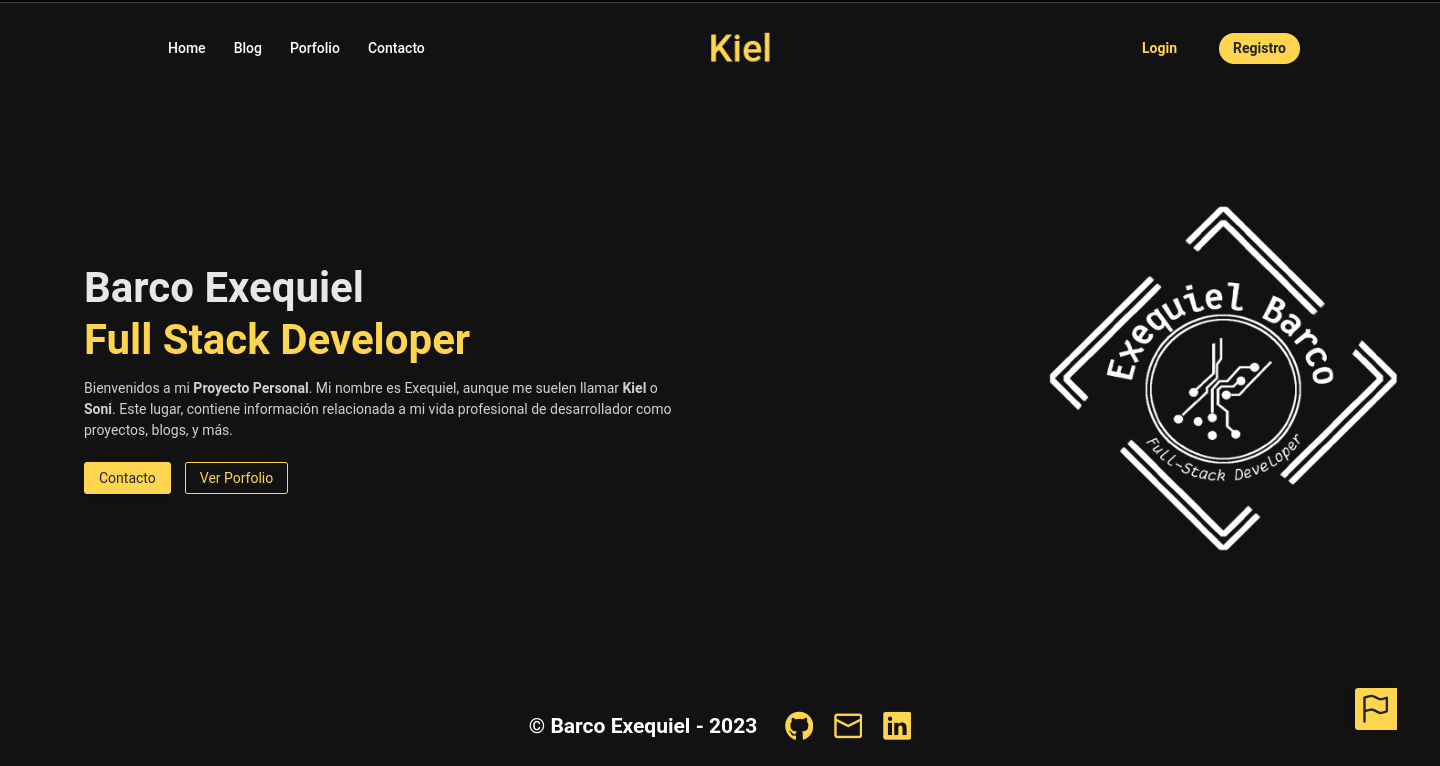 Home Blog Porfolio Contacto Kiel Login Registro
Barco Exequiel
Full Stack Developer
Bienvenidos a mi Proyecto Personal. Mi nombre es Exequiel, aunque me suelen llamar Kiel o
Soni. Este lugar, contiene información relacionada a mi vida profesional de desarrollador como
proyectos, blogs, y más.
Contacto Ver Porfolio
Exequiel Barco
Full-Stack Developer
© Barco Exequiel - 2023